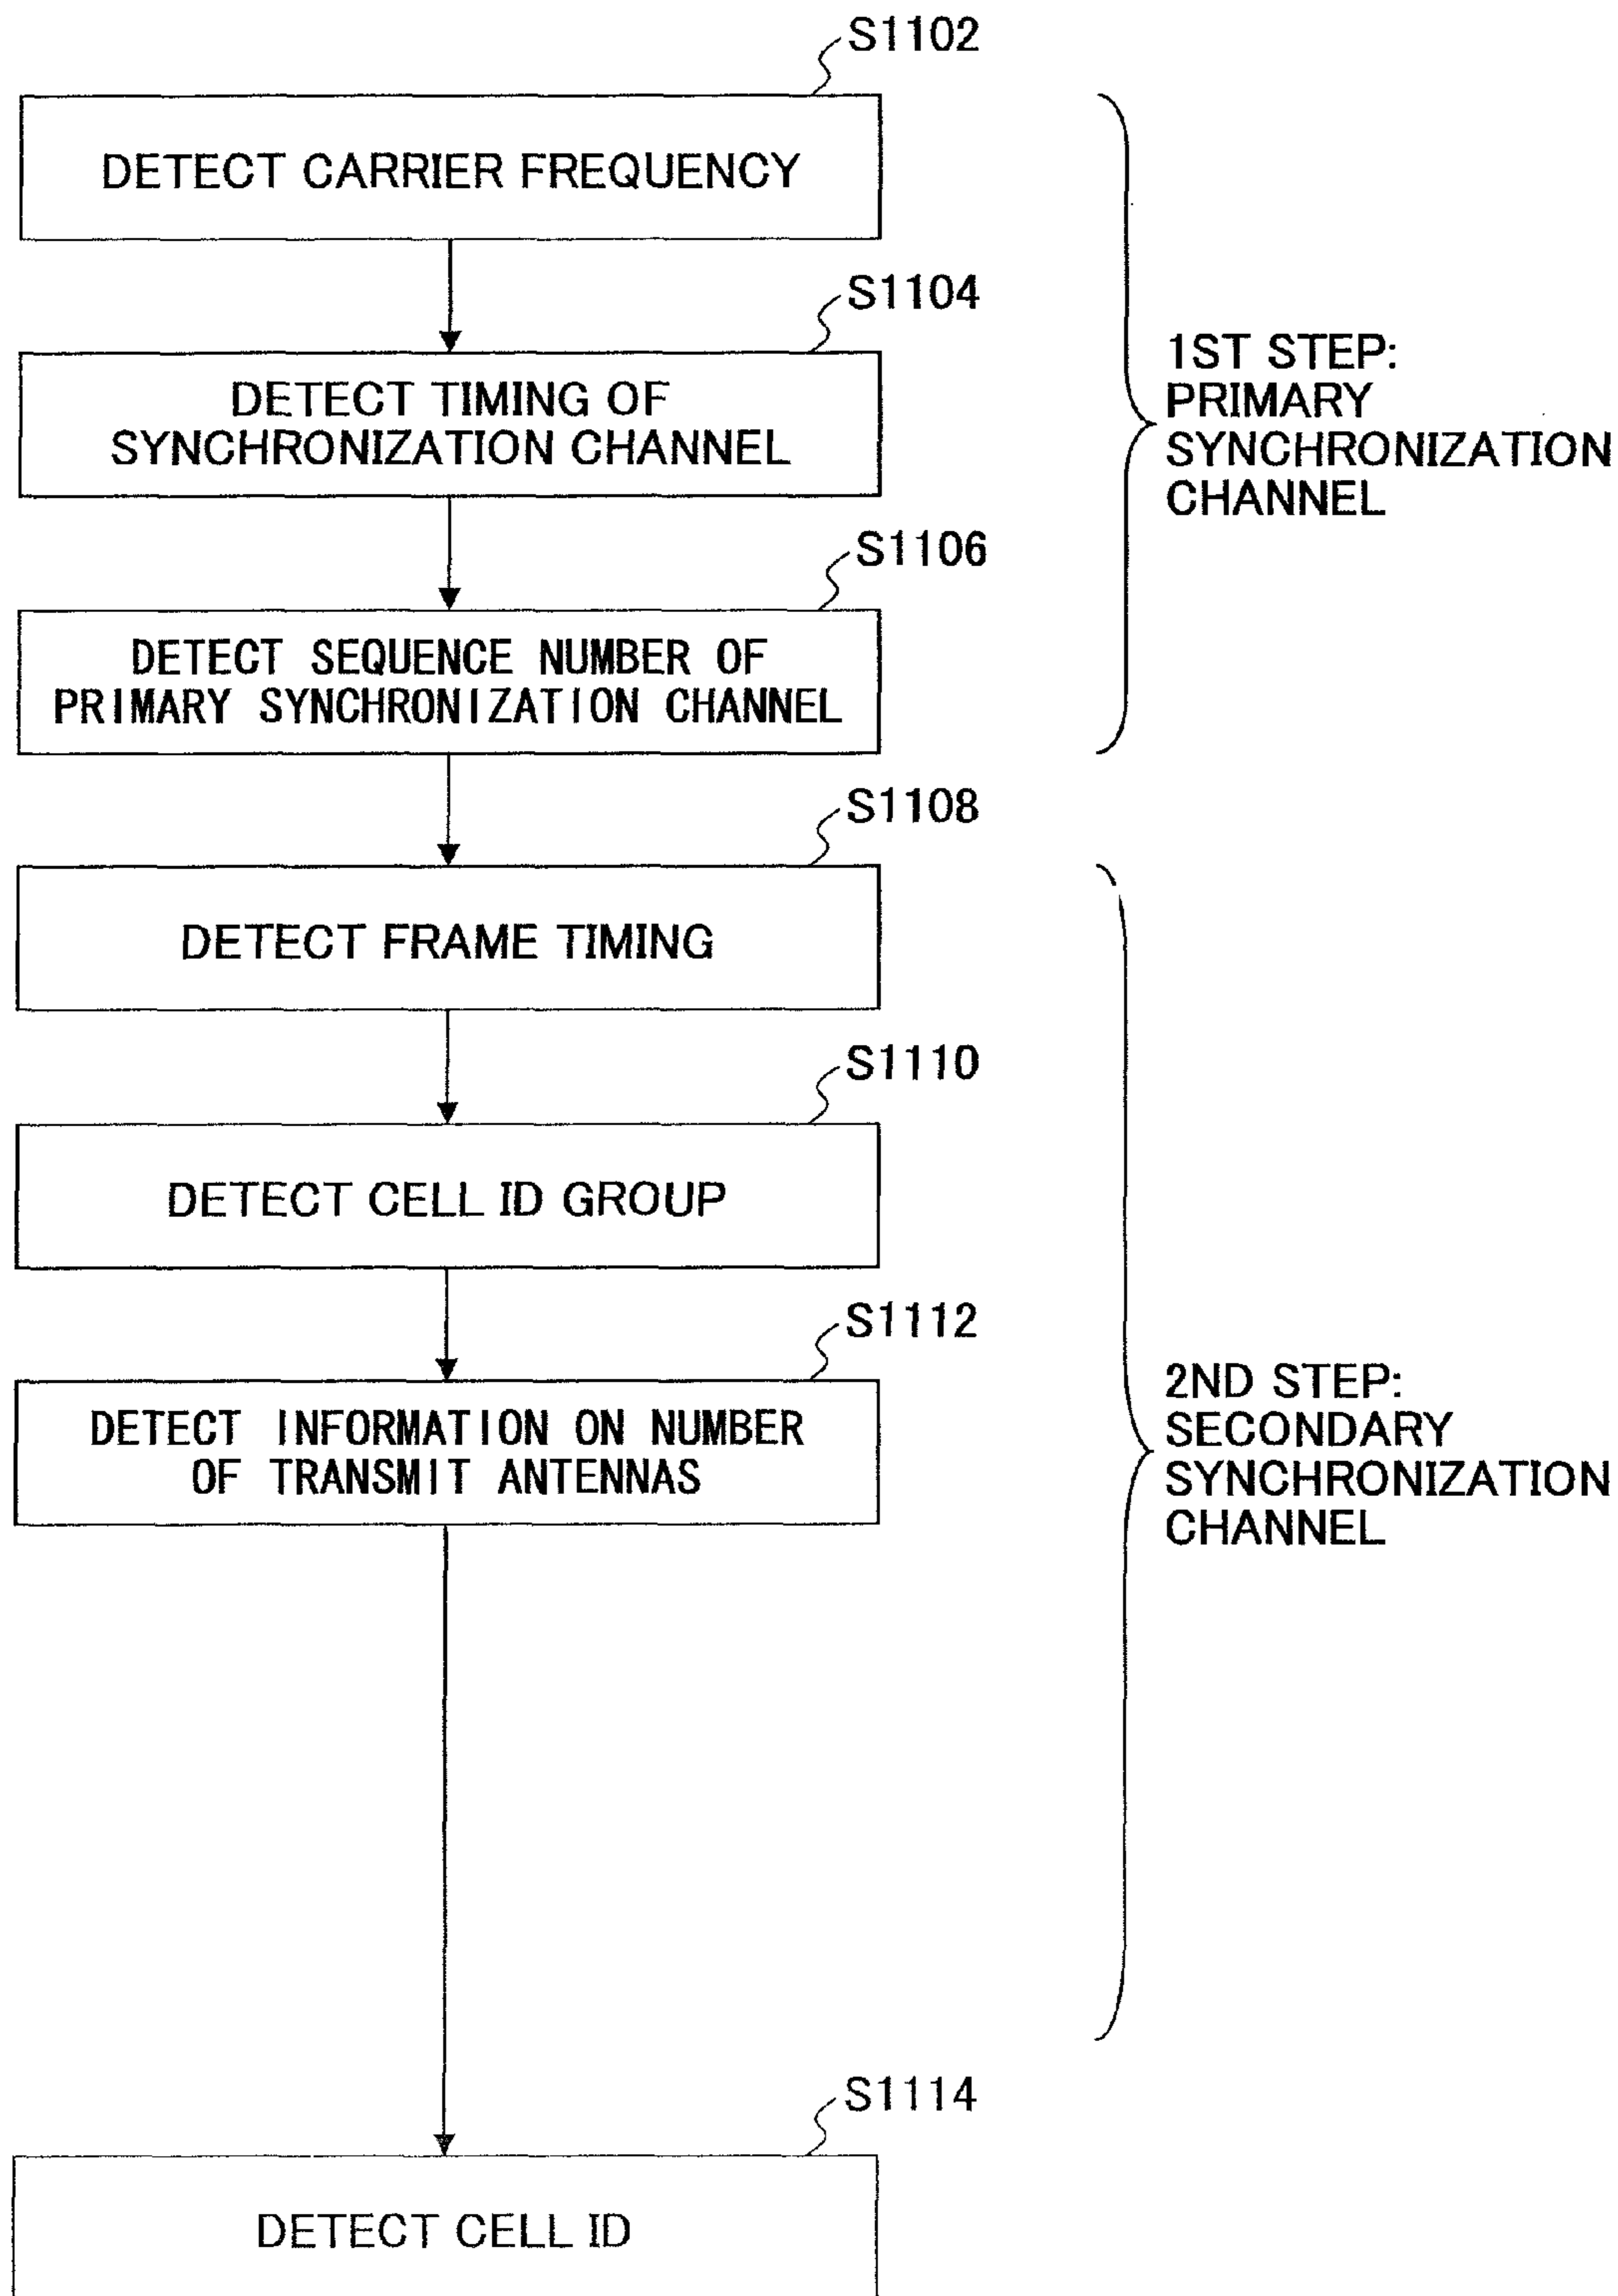 S1102
DETECT CARRIER FREQUENCY
S1104
DETECT TIMING OF
SYNCHRONIZATION CHANNEL
1ST STEP:
PRIMARY
SYNCHRONIZATION
CHANNEL
S1106
DETECT SEQUENCE NUMBER OF
PRIMARY SYNCHRONIZATION CHANNEL
S1108
DETECT FRAME TIMING
S1110
DETECT CELL ID GROUP
S1112
DETECT INFORMATION ON NUMBER
OF TRANSMIT ANTENNAS
2ND STEP:
SECONDARY
SYNCHRONIZATION
CHANNEL
S1114
DETECT CELL ID